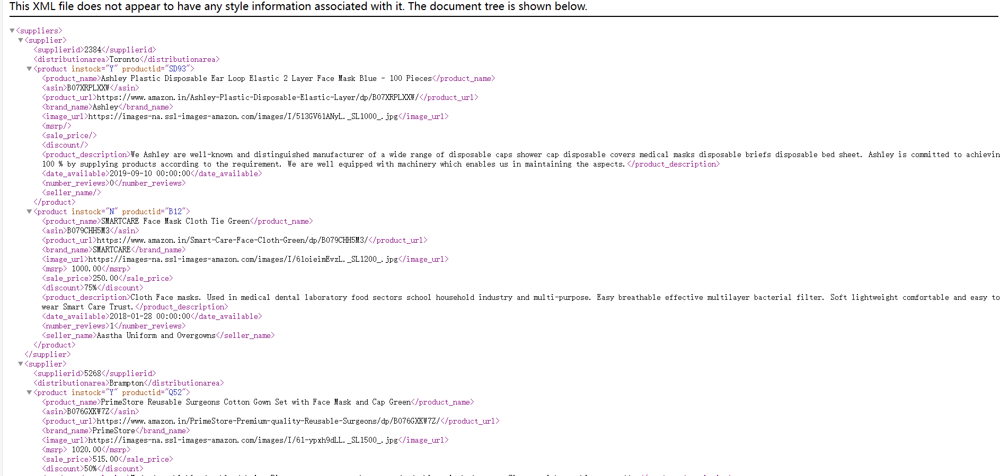 This XML file does not appear to have any style information associated with it. The document tree is shown below.
<suppliers>
<supplier>
<supplierid>2384</supplierid>
<distributionarea>Toronto</distributionarea>
<product instock="Y" productid="SD93">
<product_name>Ashley Plastic Disposable Ear Loop Elastic 2 Layer Face Mask Blue - 100 Pieces</product_name>
<asin>B07XRPLXXW</asin>
<product_url>https://www.amazon.in/Ashley-Plastic-Disposable-Elastic-Layer/dp/B07XRPLXXW/</product_url>
<brand_name>Ashley</brand_name>
<image_url>https://images-na.ssl-images-amazon.com/images/I/513GV61ANyL._SL1000_.jpg</image_url>
<msrp/>
<sale_price/>
<discount/>
<product_description>We Ashley are well-known and distinguished manufacturer of a wide range of disposable caps shower cap disposable covers medical masks disposable briefs disposable bed sheet. Ashley is committed to achievin
100 % by supplying products according to the requirement. We are well equipped with machinery which enables us in maintaining the aspects.</product_description>
<date_available>2019-09-10 00:00:00</date_available>
<number_reviews>0</number_reviews>
<seller_name/>
</product>
<product instock="N" productid="B12">
<product_name>SMARTCARE Face Mask Cloth Tie Green</product_name>
<asin>B079CHH5M3</asin>
<product_url>https://www.amazon.in/Smart-Care-Face-Cloth-Green/dp/B079CHH5M3/</product_url>
<brand_name>SMARTCARE</brand_name>
<image_url>https://images-na.ssl-images-amazon.com/images/I/61oieimEvzL._SL1200_.jpg</image_url>
<msrp> 1000.00</msrp>
<sale_price>250.00</sale_price>
<discount>75%</discount>
<product_description>Cloth Face masks. Used in medical dental laboratory food sectors school household industry and multi-purpose. Easy breathable effective multilayer bacterial filter. Soft lightweight comfortable and easy to
wear Smart Care Trust.</product_description>
<date_available>2018-01-28 00:00:00</date_available>
<number_reviews>1</number_reviews>
<seller_name>Aastha Uniform and Overgowns</seller_name>
</product>
</supplier>
<supplier>
<supplierid>5268</supplierid>
<distributionarea>Brampton</distributionarea>
<product instock="Y" productid="Q52">
<product_name>PrimeStore Reusable Surgeons Cotton Gown Set with Face Mask and Cap Green</product_name>
<asin>B076GXKW7Z</asin>
<product_url>https://www.amazon.in/PrimeStore-Premium-quality-Reusable-Surgeons/dp/B076GXKW7Z/</product_url>
<brand_name>PrimeStore</brand_name>
<image_url>https://images-na.ssl-images-amazon.com/images/I/61-ypxh9dLL._SL1500_.jpg</image_url>
<msrp> 1020.00</msrp>
<sale_price>515.00</sale_price>
<discount>50%</discount>